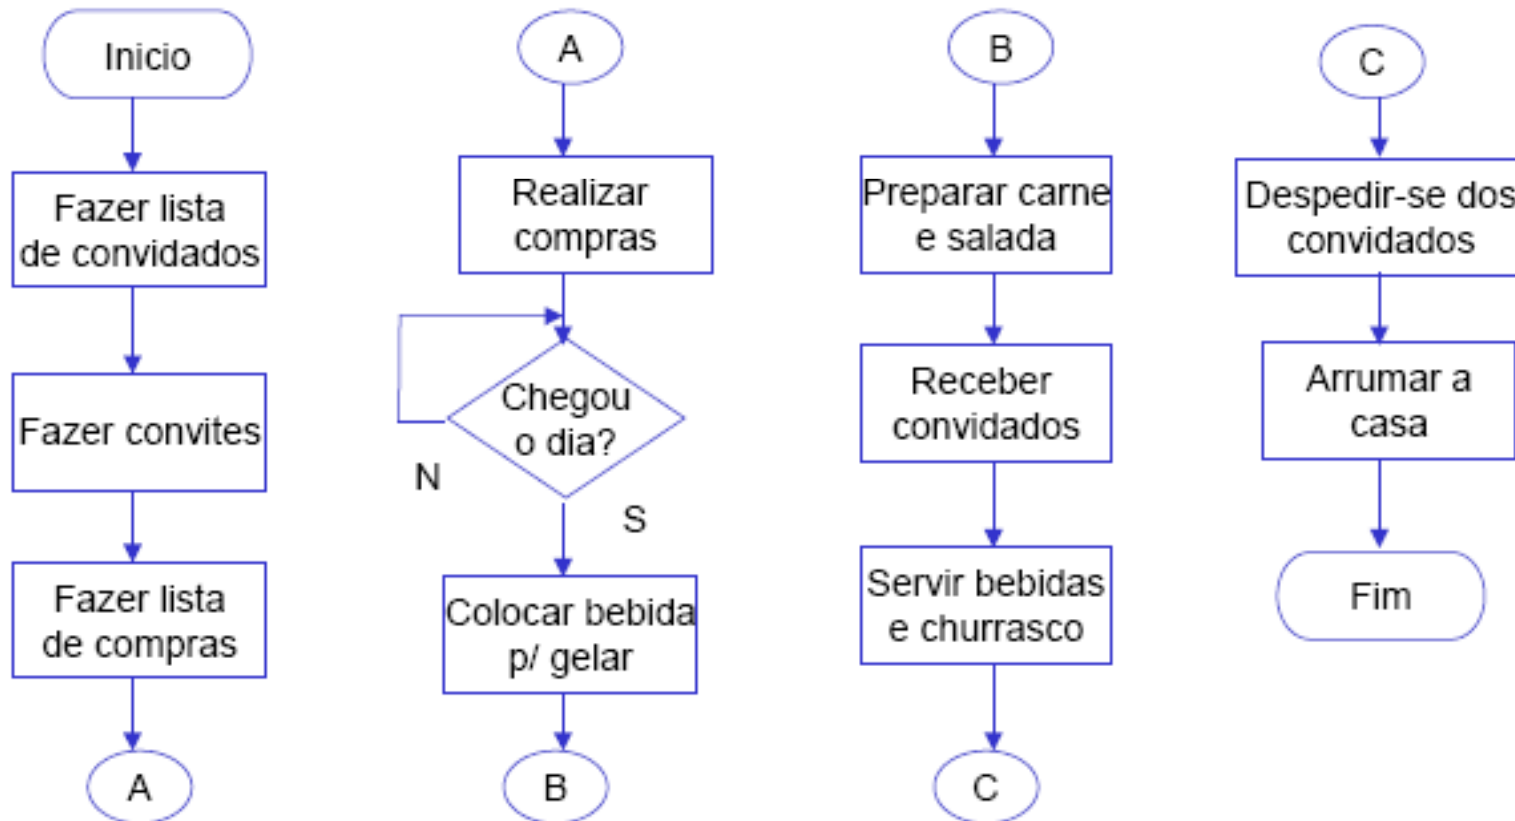 Inicio
Fazer lista
de convidados
Fazer convites
Fazer lista
de compras
A
A
Realizar
compras
Chegou
o dia?
N
S
Colocar bebida
p/ gelar
B
B
Preparar carne
e salada
Receber
convidados
Servir bebidas
e churrasco
C
C
Despedir-se dos
convidados
Arrumar a
casa
Fim